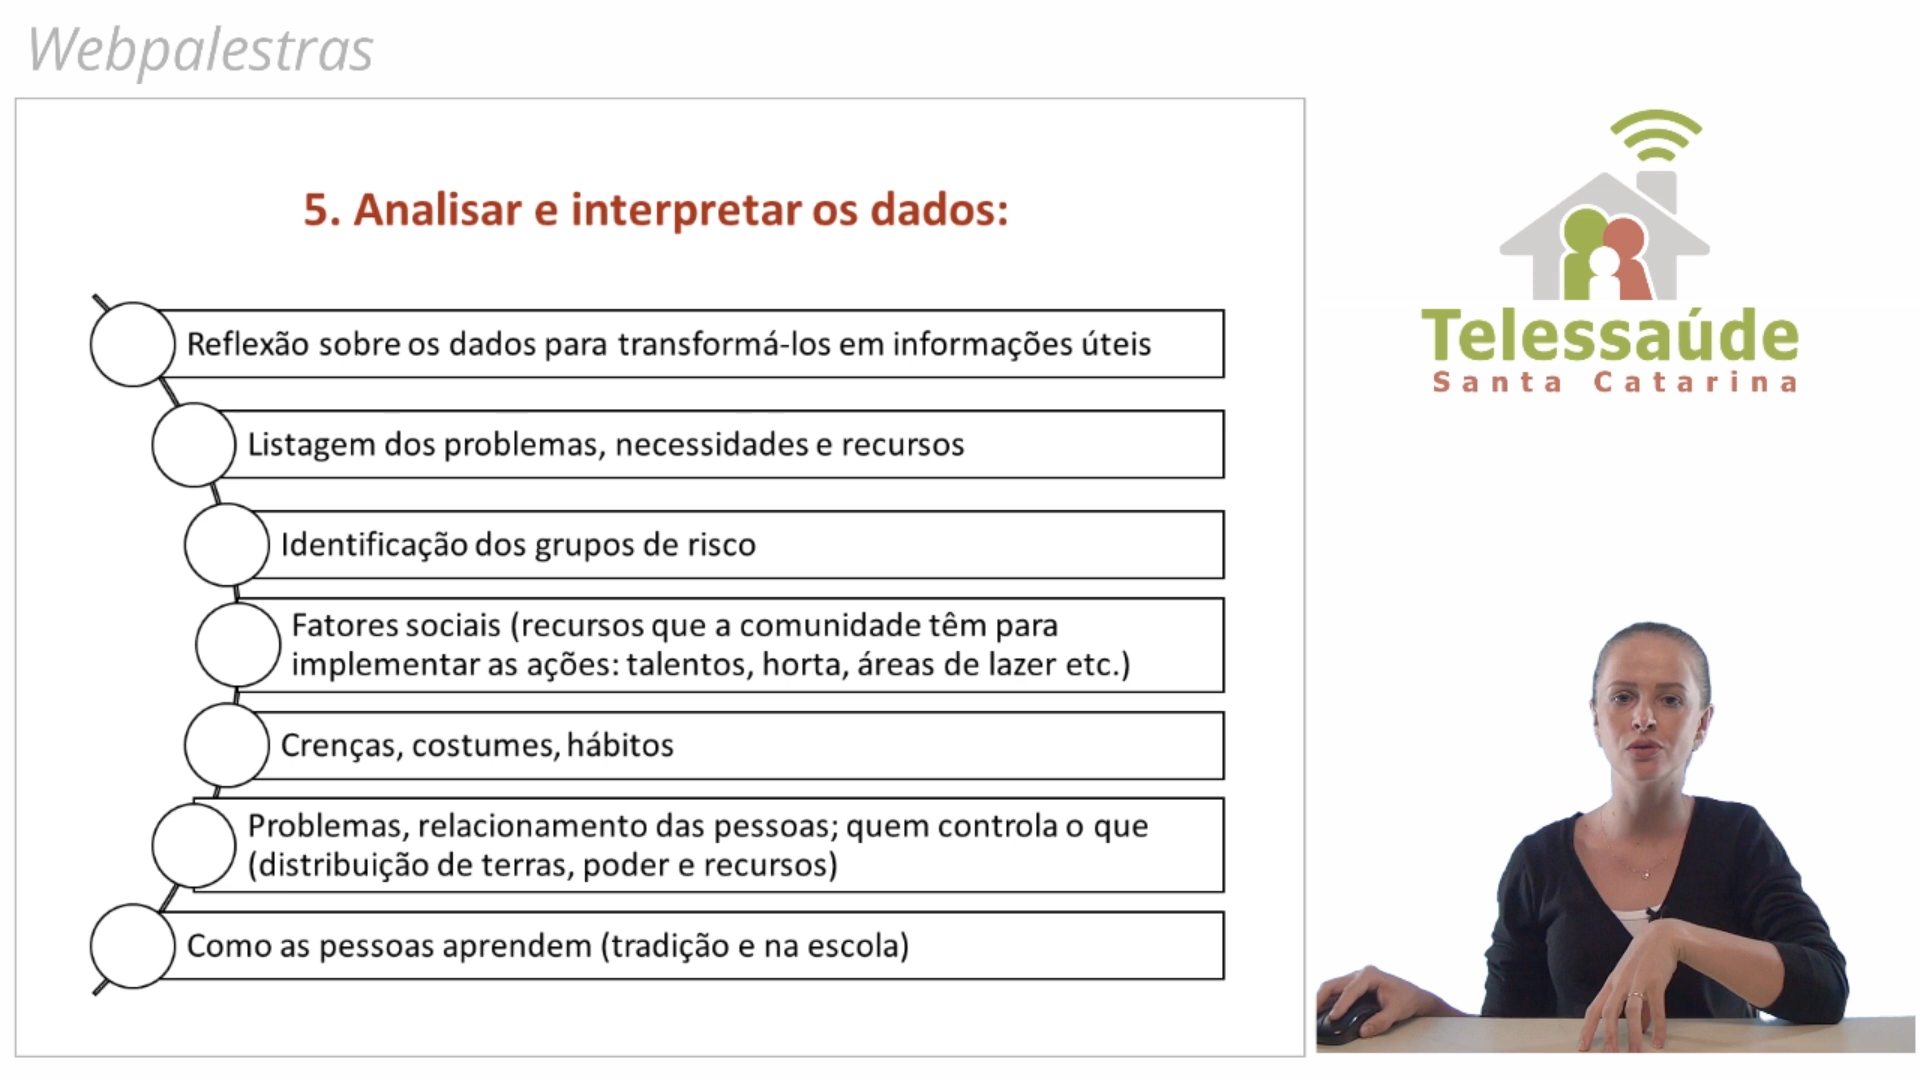 Webpalestras
5. Analisar e interpretar os dados:
Reflexão sobre os dados para transformá-los em informações úteis
Listagem dos problemas, necessidades e recursos
Identificação dos grupos de risco
Fatores sociais (recursos que a comunidade têm para
implementar as ações: talentos, horta, áreas de lazer etc.)
Crenças, costumes, hábitos
Problemas, relacionamento das pessoas; quem controla o que
(distribuição de terras, poder e recursos)
Como as pessoas aprendem (tradição e na escola)
Telessaúde
Santa Catarina